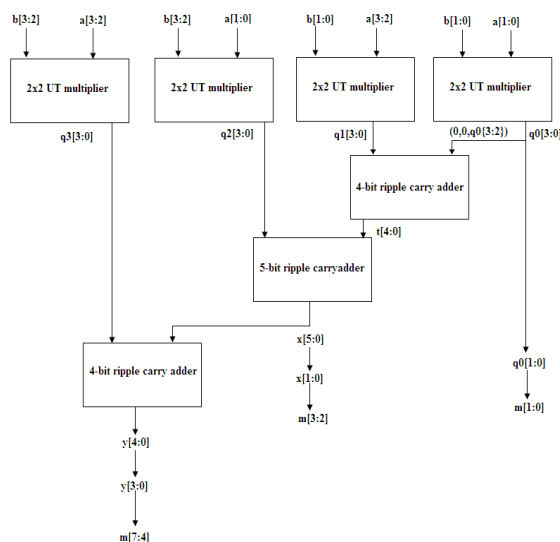 b[3:2] a[3:2] b[3:2] a[1:0] b[1:0] a[3:2] b[1:0] a[1:0]
2x2 UT multiplier 2x2 UT multiplier 2x2 UT multiplier 2x2 UT multiplier
q3[3:0] q2[3:0] q1[3:0] (0,0,q0{3:2}) q0[3:0]
4-bit ripple carry adder
t[4:0]
5-bit ripple carryadder
x[5:0]
4-bit ripple carry adder q0[1:0]
x[1:0]
m[3:2] m[1:0]
y[4:0]
y[3:0]
m[7:4]